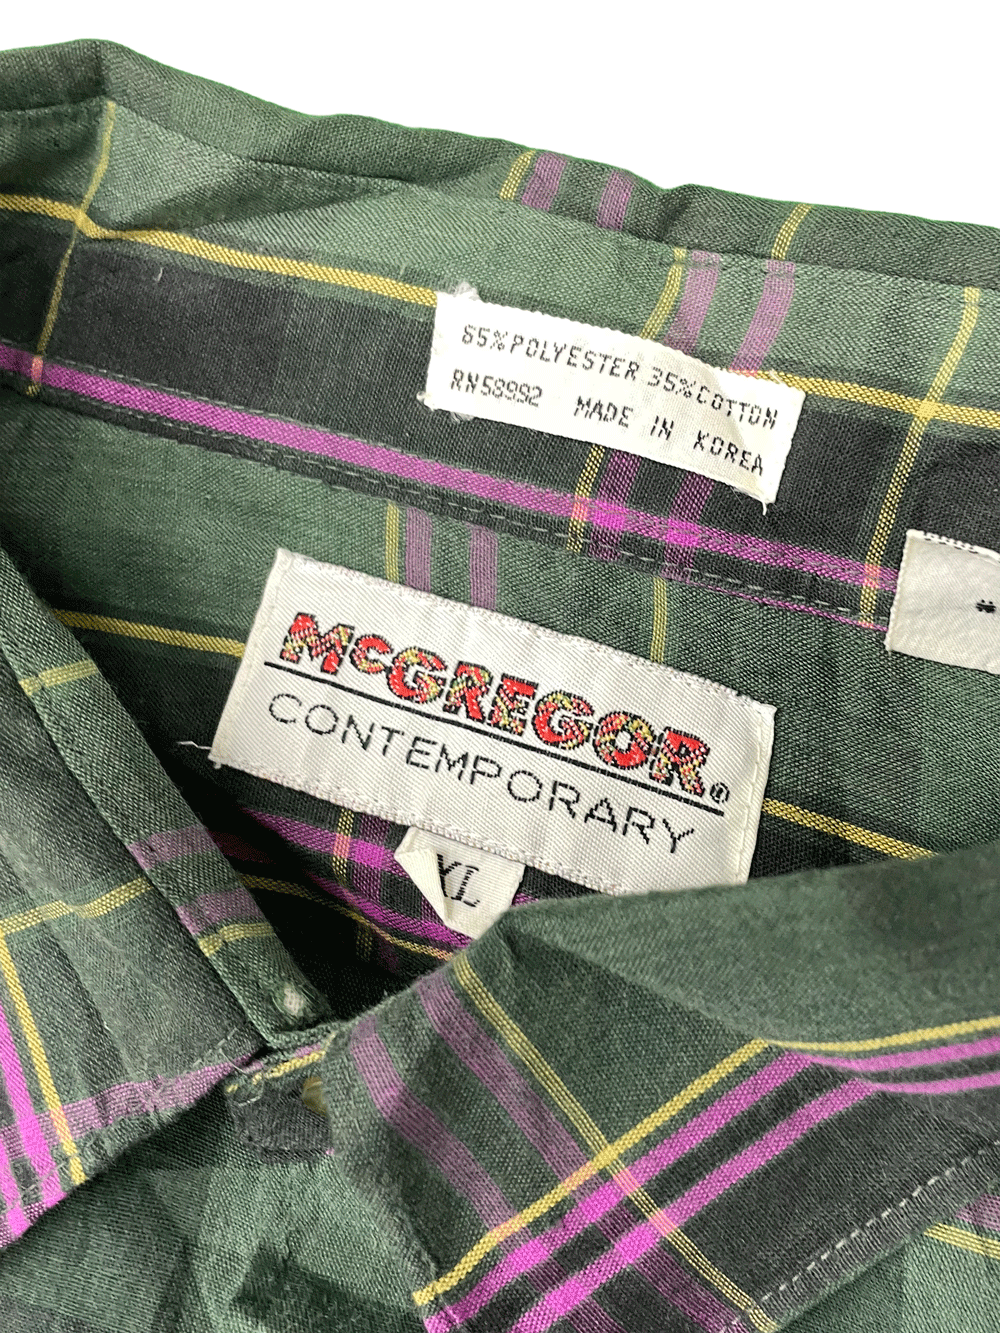 65% POLYESTER 35% COTTON
RN58992 MADE IN KOREA
McGREGOR®
CONTEMPORARY
XL